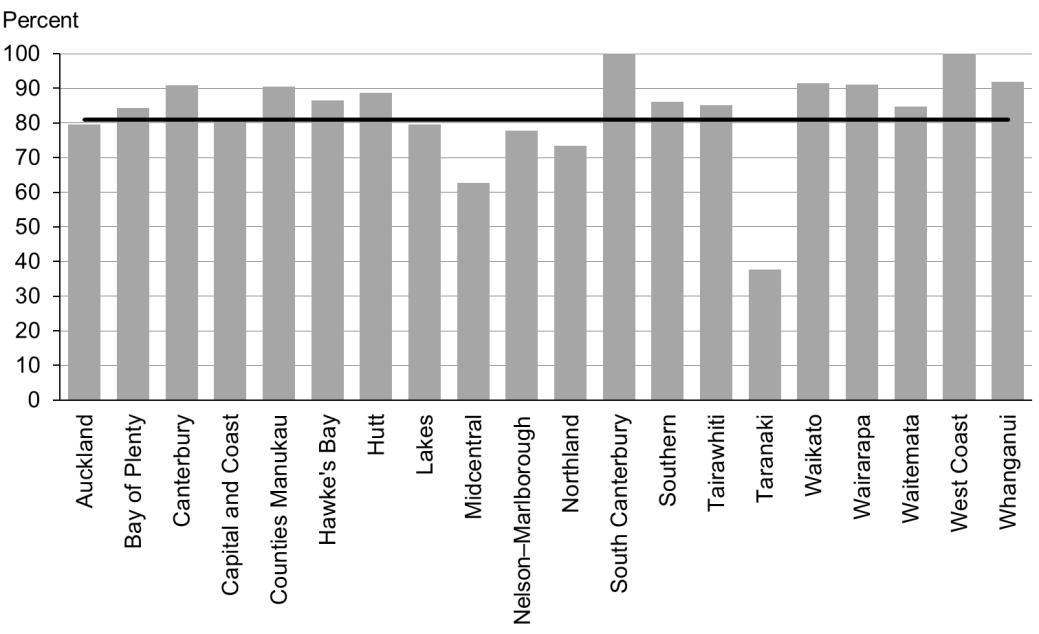 Percent
100
90
80
70
60
50
40
30
20
10
0
Auckland
Bay of Plenty
Canterbury
Capital and Coast
Counties Manukau
Hawke's Bay
Hutt
Lakes
Midcentral
Nelson–Marlborough
Northland
South Canterbury
Southern
Tairawhiti
Taranaki
Waikato
Wairarapa
Waitemata
West Coast
Whanganui